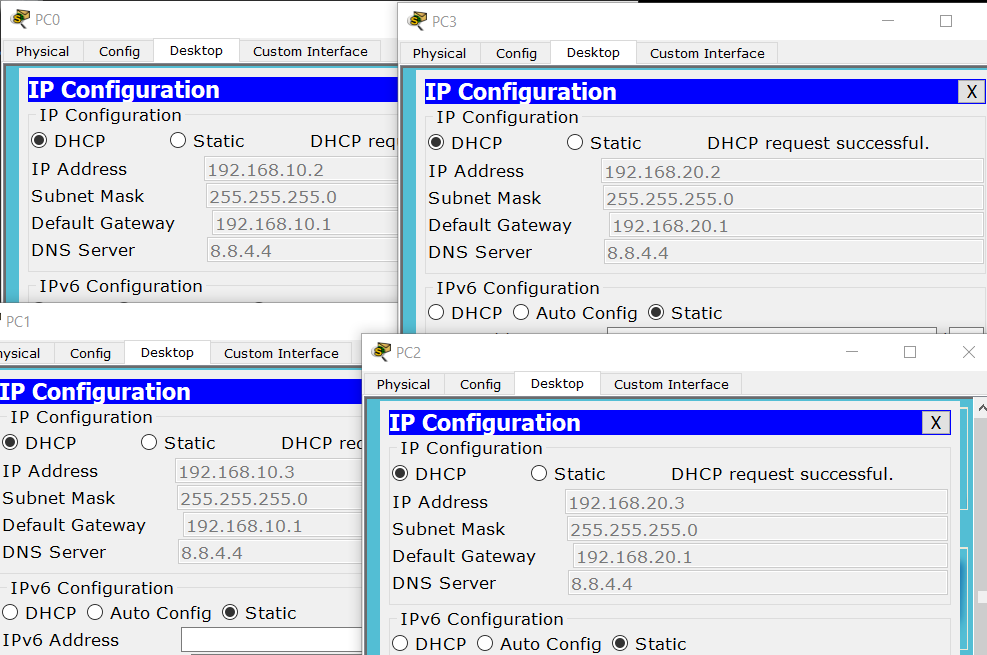 PC0
Physical Config Desktop Custom Interface
IP Configuration
IP Configuration
DHCP Static DHCP req
IP Address 192.168.10.2
Subnet Mask 255.255.255.0
Default Gateway 192.168.10.1
DNS Server 8.8.4.4
IPv6 Configuration
PC3
Physical Config Desktop Custom Interface
IP Configuration X
IP Configuration
DHCP Static DHCP request successful.
IP Address 192.168.20.2
Subnet Mask 255.255.255.0
Default Gateway 192.168.20.1
DNS Server 8.8.4.4
IPv6 Configuration
DHCP Auto Config Static
PC1
hysical Config Desktop Custom Interface
IP Configuration
IP Configuration
DHCP Static DHCP rec
IP Address 192.168.10.3
Subnet Mask 255.255.255.0
Default Gateway 192.168.10.1
DNS Server 8.8.4.4
IPv6 Configuration
DHCP Auto Config Static
IPv6 Address
PC2
Physical Config Desktop Custom Interface
IP Configuration X
IP Configuration
DHCP Static DHCP request successful.
IP Address 192.168.20.3
Subnet Mask 255.255.255.0
Default Gateway 192.168.20.1
DNS Server 8.8.4.4
IPv6 Configuration
DHCP Auto Config Static